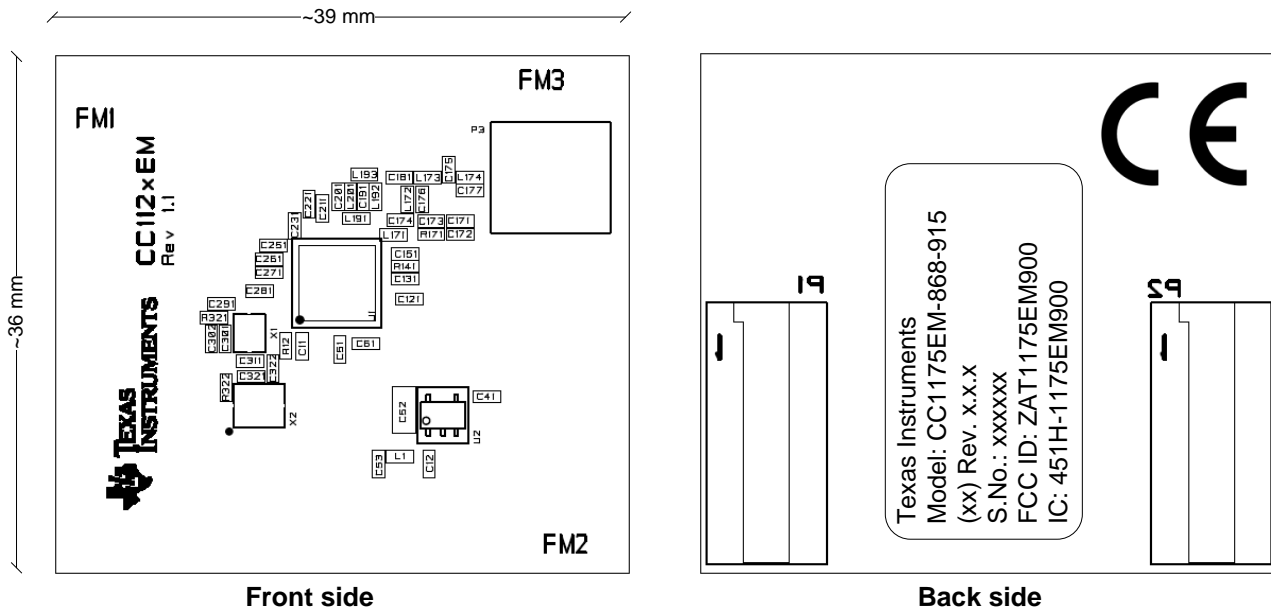 ~39 mm
~36 mm
FM1
FM3
P3
CC112xEM
Rev 1.1
C175
L193
C181
L173
L174
C177
C201
L201
C191
L192
L172
C176
C221
C211
L191
C174
C173
C171
C231
L171
R171
C172
C251
C261
C271
C151
R141
C131
C281
C121
U1
C291
R321
C302
C301
X1
R12
C11
C51
C61
C311
C322
C321
R322
X2
C52
C41
U2
C53
L1
C12
TEXAS
INSTRUMENTS
FM2
Front side
CE
P1
1
P2
1
Texas Instruments
Model: CC1175EM-868-915
(xx) Rev. x.x.x
S.No.: xxxxxx
FCC ID: ZAT1175EM900
IC: 451H-1175EM900
Back side